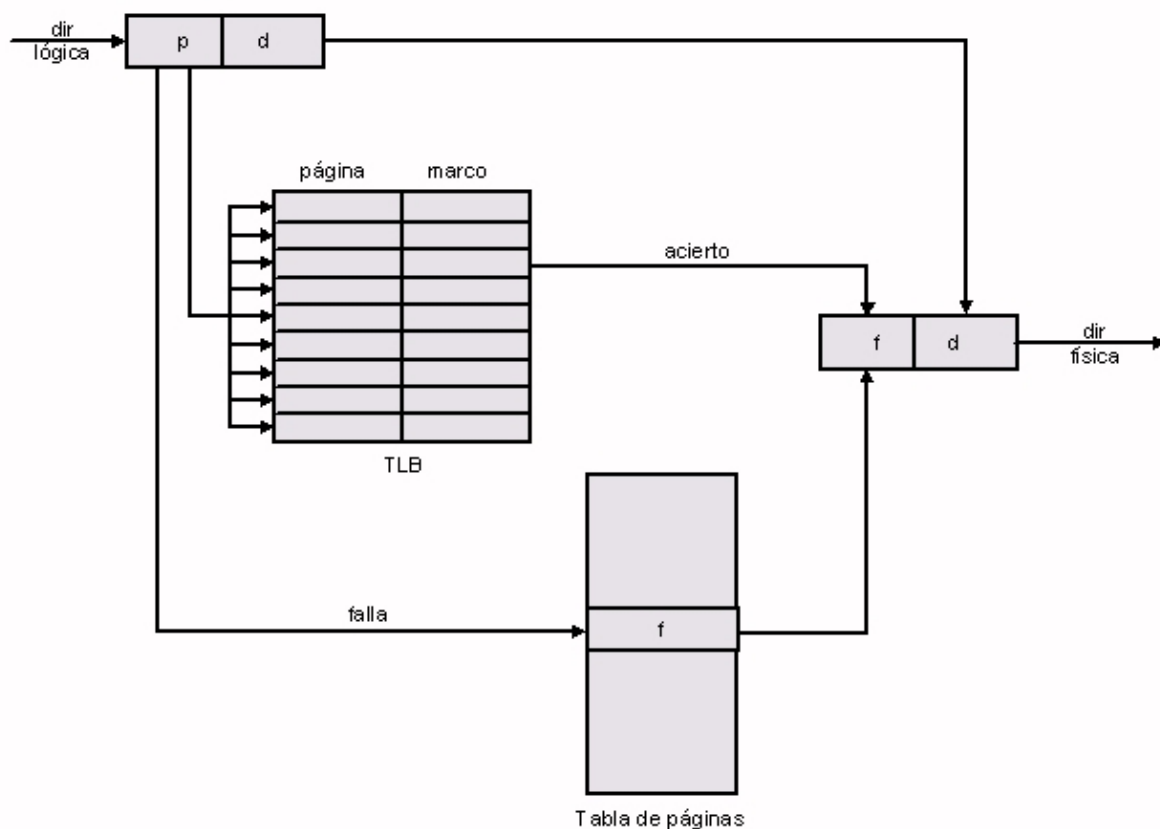 dir
lógica
p d
página marco
acierto
f d
dir
física
TLB
falla
f
Tabla de páginas